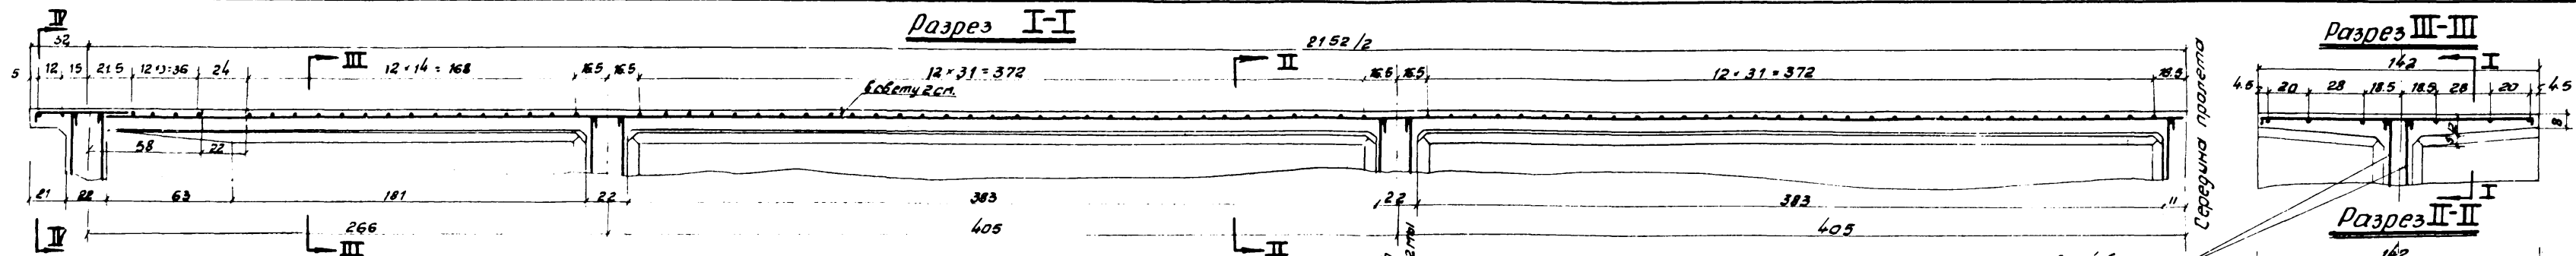 Разрез I-I
Разрез III-III
IV
32
2152/2
III
II
I
142
5
12 15 21.5 12×3=36 24 12×14=168 16.5 16.5 12×31=372 16.5 16.5 12×31=372 16.5
4.5 20 28 18.5 18.5 28 20 4.5
в свету 2см.
8
58 22
21 22 63 181 22 383 22 383 11
Середина пролета
I
Разрез II-II
IV
266 405 405
III
II
142